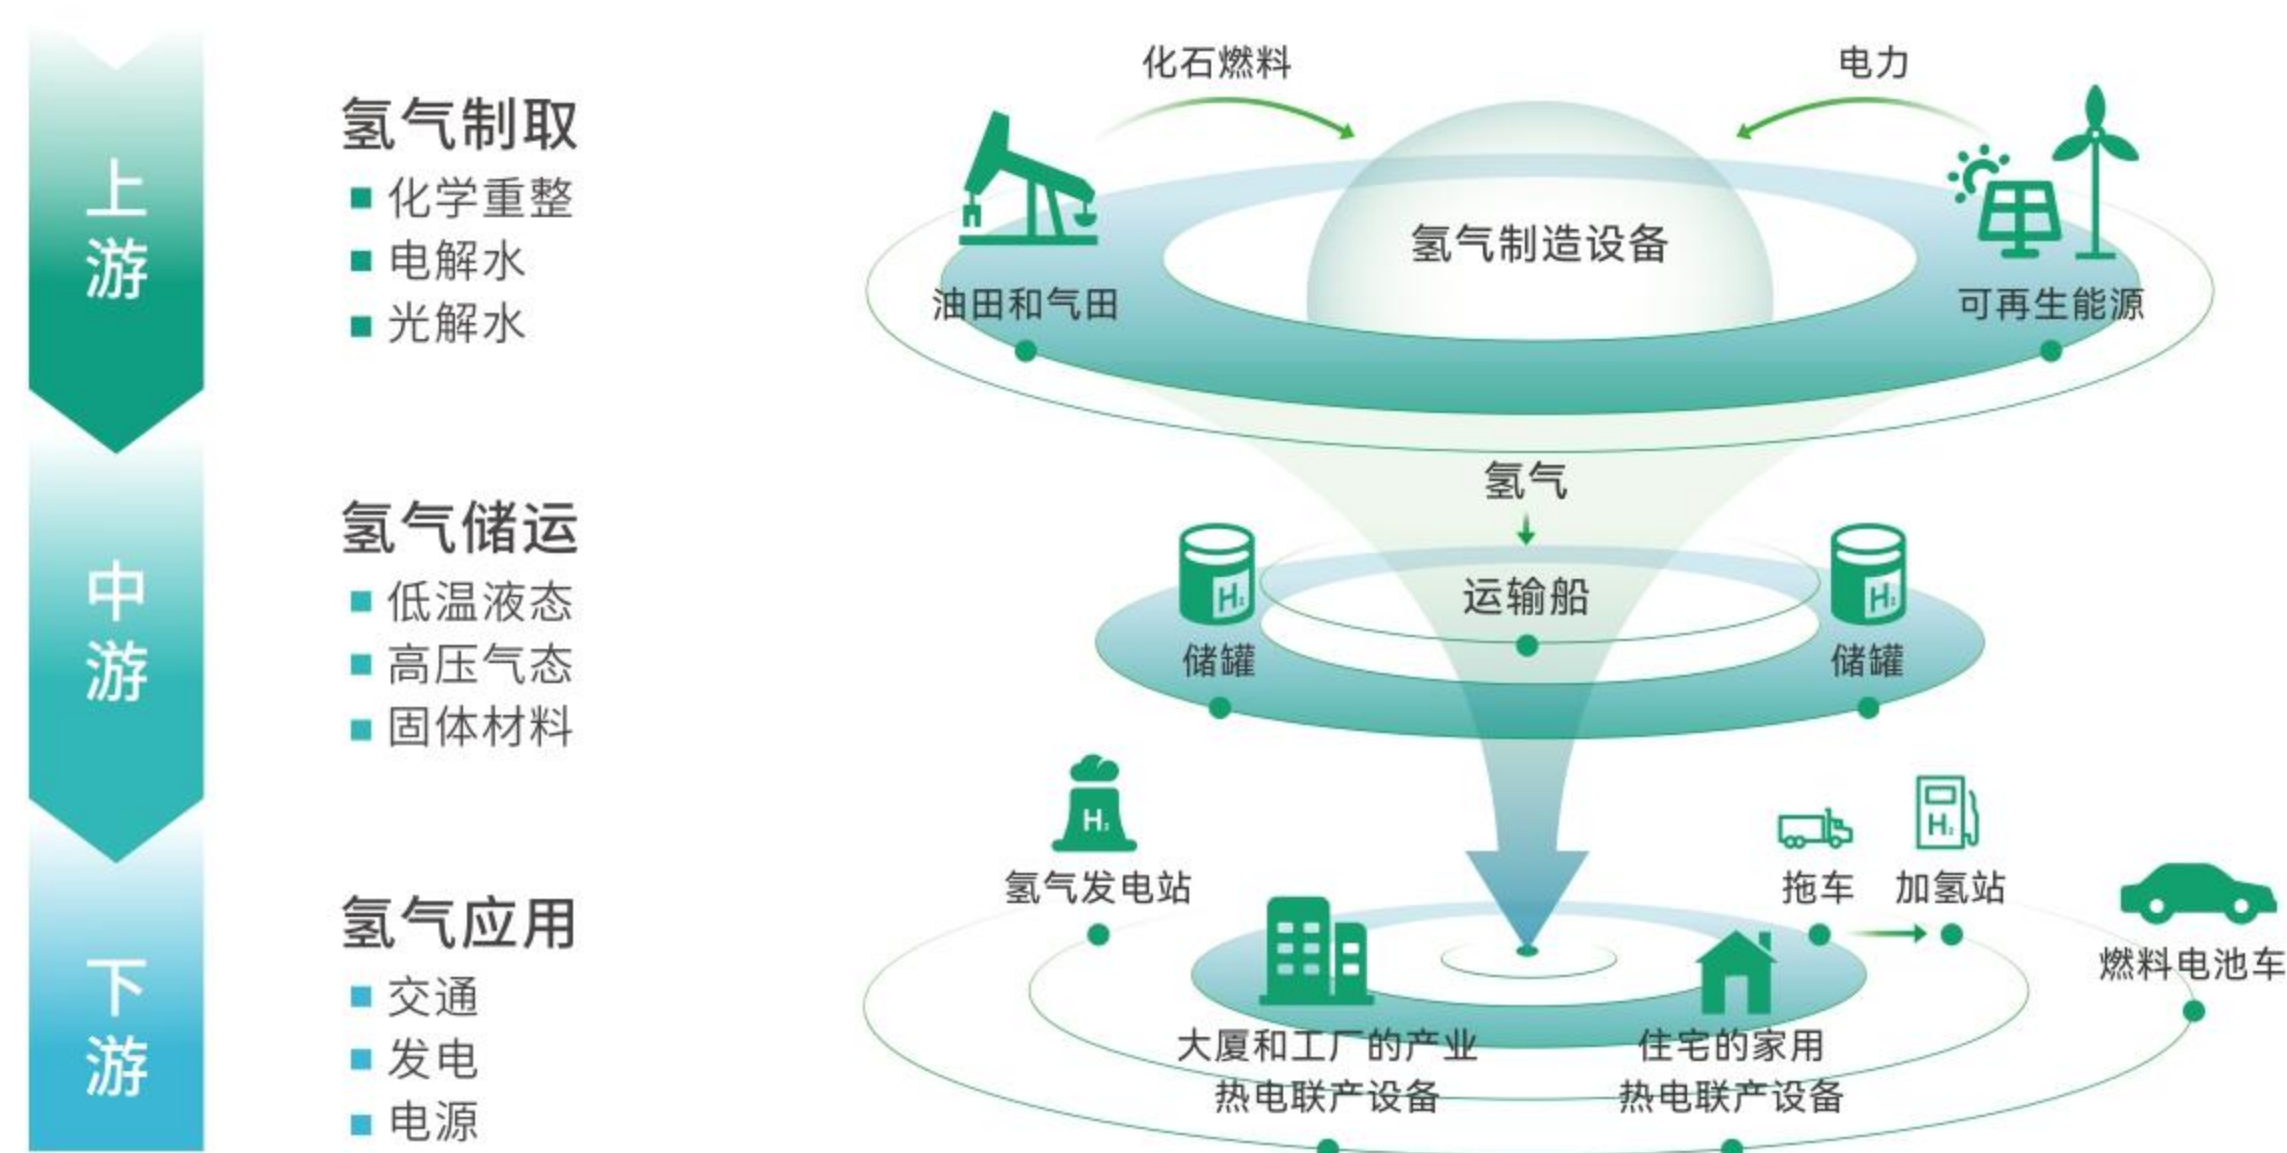 上游
氢气制取
化学重整
电解水
光解水
化石燃料
电力
氢气制造设备
油田和气田
可再生能源
中游
氢气储运
低温液态
高压气态
固体材料
氢气
运输船
H₂
储罐
H₂
储罐
下游
氢气应用
交通
发电
电源
H₂
氢气发电站
拖车
H₂
加氢站
燃料电池车
大厦和工厂的产业
热电联产设备
住宅的家用
热电联产设备